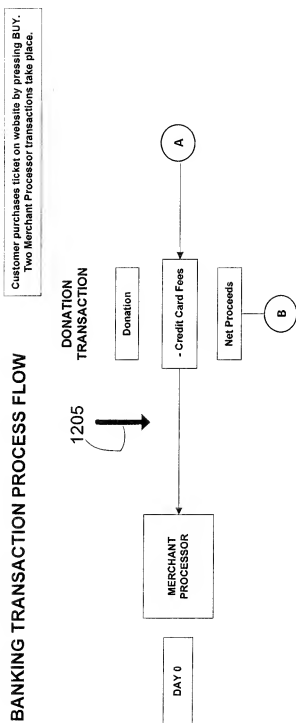 BANKING TRANSACTION PROCESS FLOW
Customer purchases ticket on website by pressing BUY.
Two Merchant Processor transactions take place.
DONATION
TRANSACTION
1205
Donation
DAY 0
MERCHANT
PROCESSOR
- Credit Card Fees
A
Net Proceeds
B